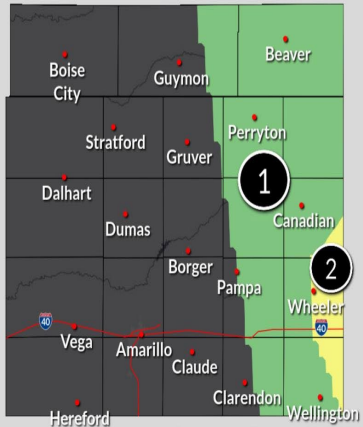 Beaver
Boise
City
Guymon
Perryton
Stratford
Gruver
1
Dalhart
Canadian
Dumas
Borger
2
Pampa
Wheeler
40
40
Vega
Amarillo
Claude
Clarendon
Wellington
Hereford